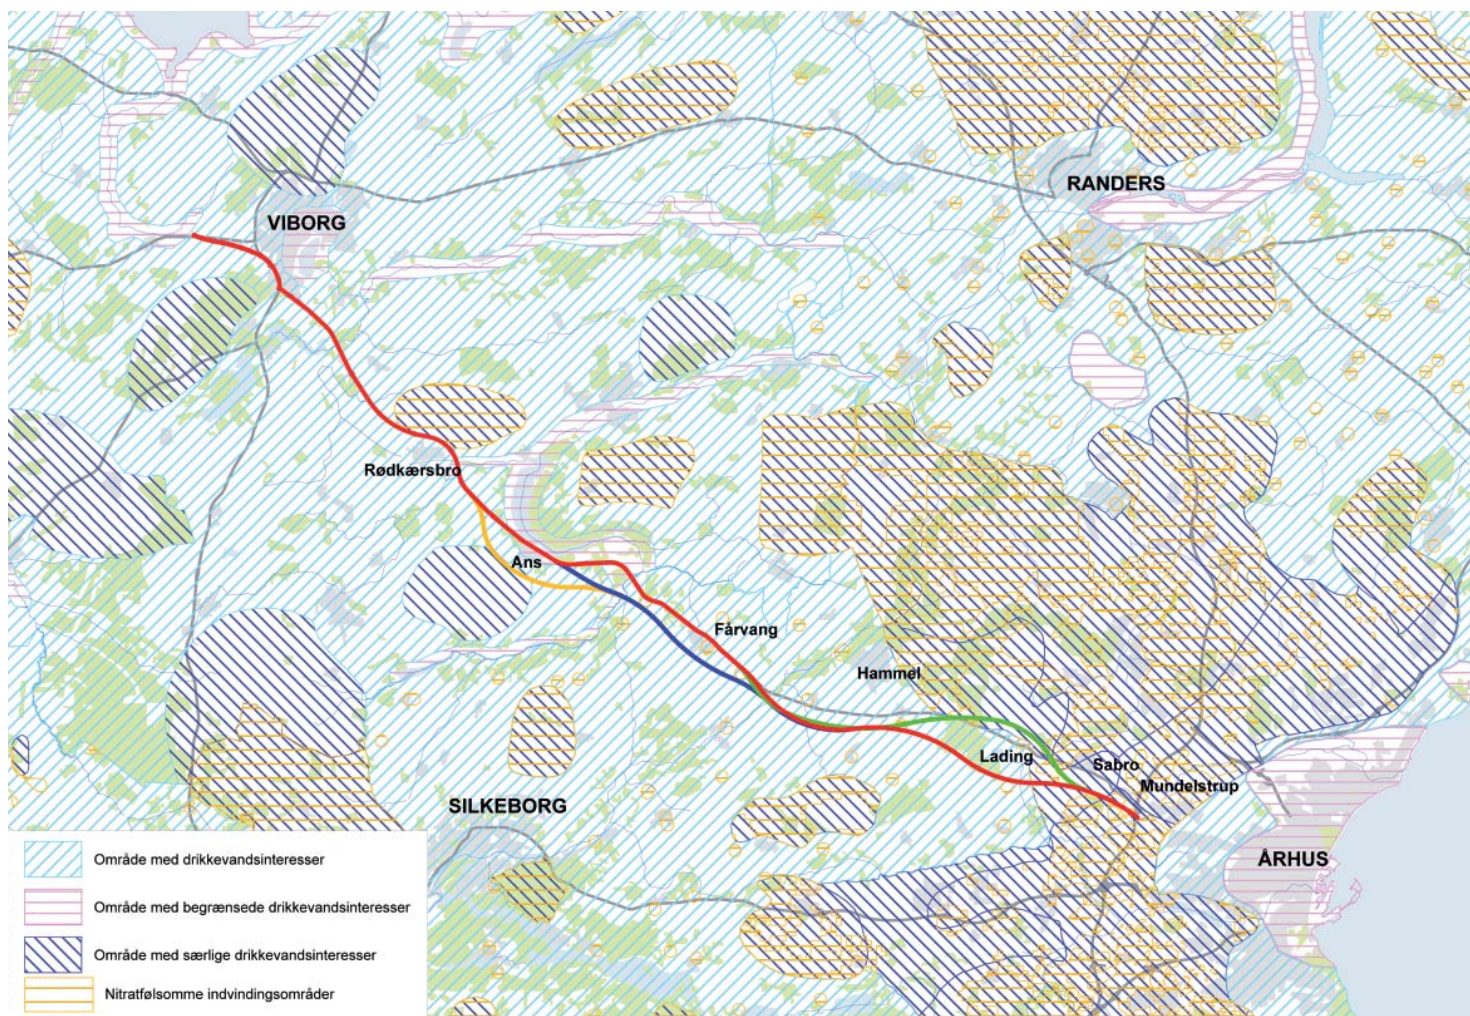 RANDERS
VIBORG
Rødkærsbro
Ans
Fårvang
Hammel
Lading
Sabro
Mundelstrup
SILKEBORG
ÅRHUS
Område med drikkevandsinteresser
Område med begrænsede drikkevandsinteresser
Område med særlige drikkevandsinteresser
Nitratfølsomme indvindingsområder